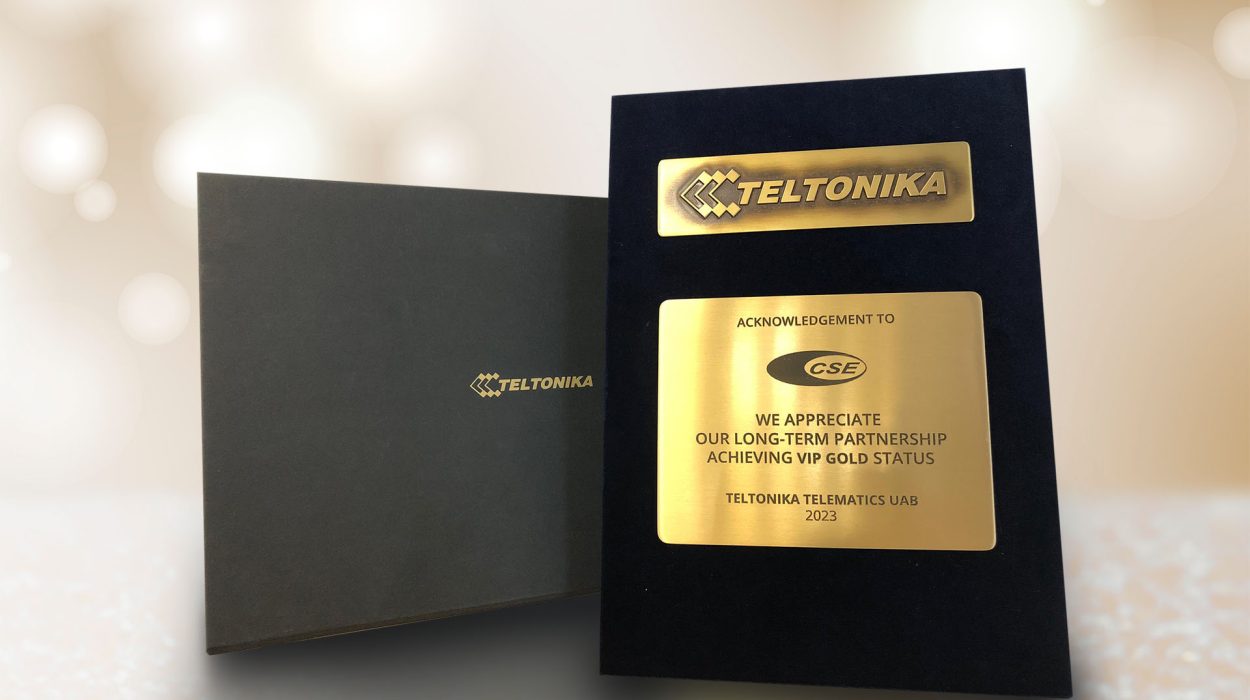 TELTONIKA
TELTONIKA
ACKNOWLEDGEMENT TO
CSE
WE APPRECIATE
OUR LONG-TERM PARTNERSHIP
ACHIEVING VIP GOLD STATUS
TELTONIKA TELEMATICS UAB
2023